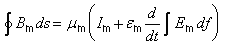 ∮ B_m ds = μ_m ( I_m + ε_m d/dt ∫ E_m df )